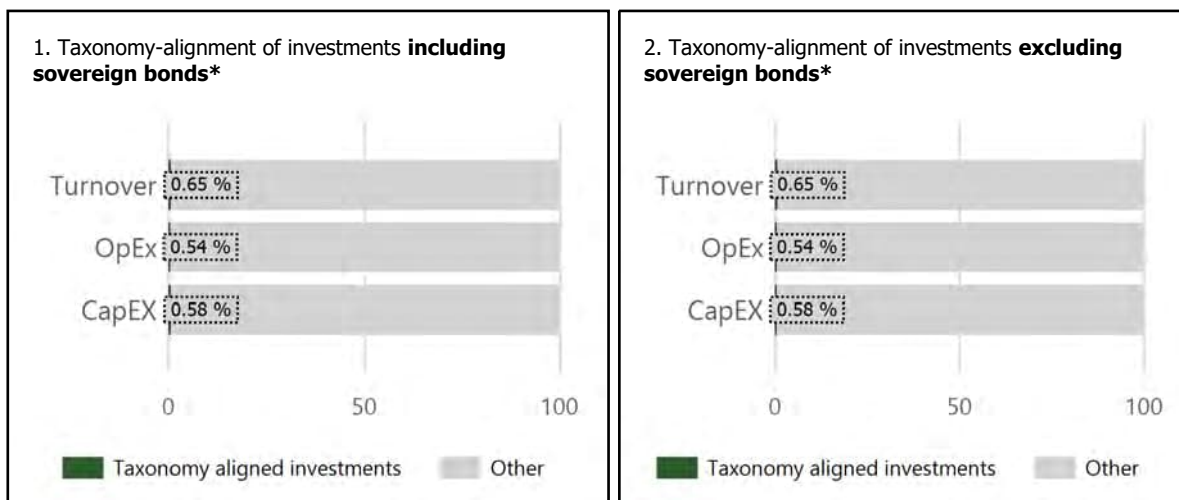 1. Taxonomy-alignment of investments including
sovereign bonds*
Turnover 0.65 %
OpEx 0.54 %
CapEX 0.58 %
0 50 100
Taxonomy aligned investments Other
2. Taxonomy-alignment of investments excluding
sovereign bonds*
Turnover 0.65 %
OpEx 0.54 %
CapEX 0.58 %
0 50 100
Taxonomy aligned investments Other